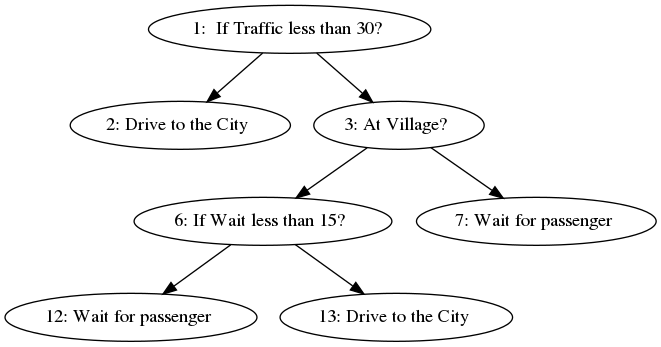 1: If Traffic less than 30?
2: Drive to the City
3: At Village?
6: If Wait less than 15?
7: Wait for passenger
12: Wait for passenger
13: Drive to the City